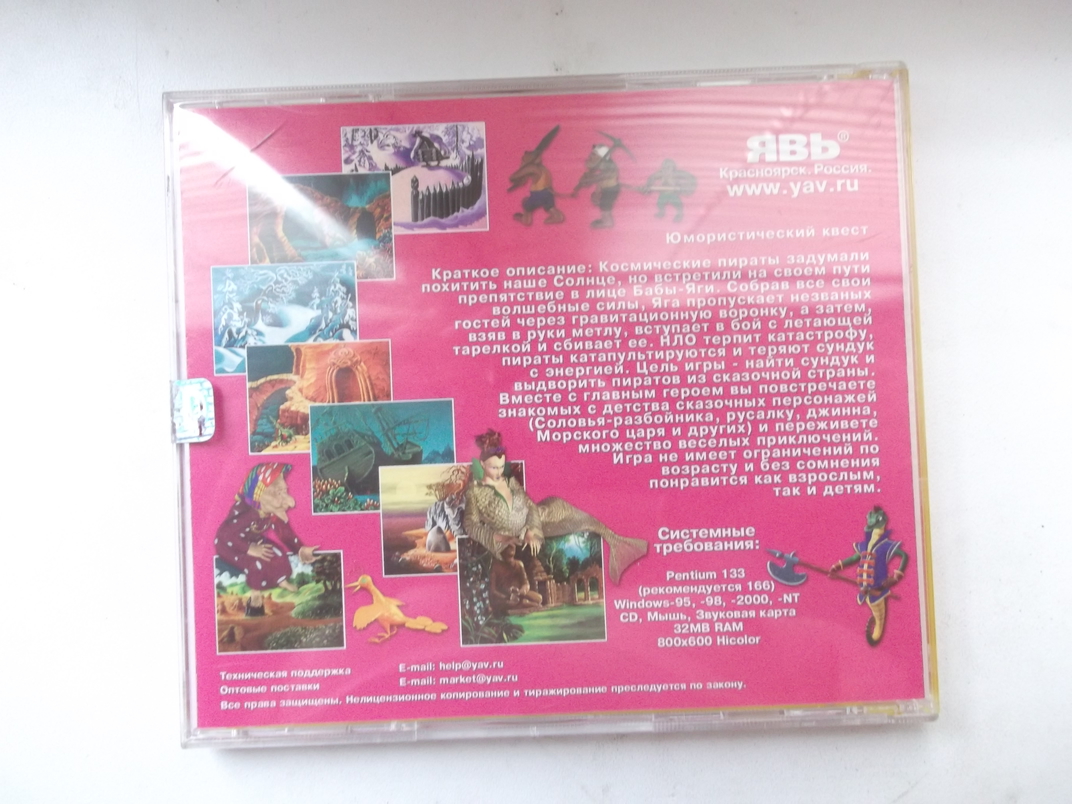 ЯВЬ®
Красноярск. Россия.
www.yav.ru
Юмористический квест
Краткое описание: Космические пираты задумали
похитить наше Солнце, но встретили на своем пути
препятствие в лице Бабы-Яги. Собрав все свои
волшебные силы, Яга пропускает незваных
гостей через гравитационную воронку, а затем,
взяв в руки метлу, вступает в бой с летающей
тарелкой и сбивает ее. НЛО терпит катастрофу,
пираты катапультируются и теряют сундук
с энергией. Цель игры - найти сундук и
выдворить пиратов из сказочной страны.
Вместе с главным героем вы повстречаете
знакомых с детства сказочных персонажей
(Соловья-разбойника, русалку, джинна,
Морского царя и других) и переживете
множество веселых приключений.
Игра не имеет ограничений по
возрасту и без сомнения
понравится как взрослым,
так и детям.
Системные
требования:
Pentium 133
(рекомендуется 166)
Windows-95, -98, -2000, -NT
CD, Мышь, Звуковая карта
32MB RAM
800x600 Hicolor
Техническая поддержка E-mail: help@yav.ru
Оптовые поставки E-mail: market@yav.ru
Все права защищены. Нелицензионное копирование и тиражирование преследуется по закону.